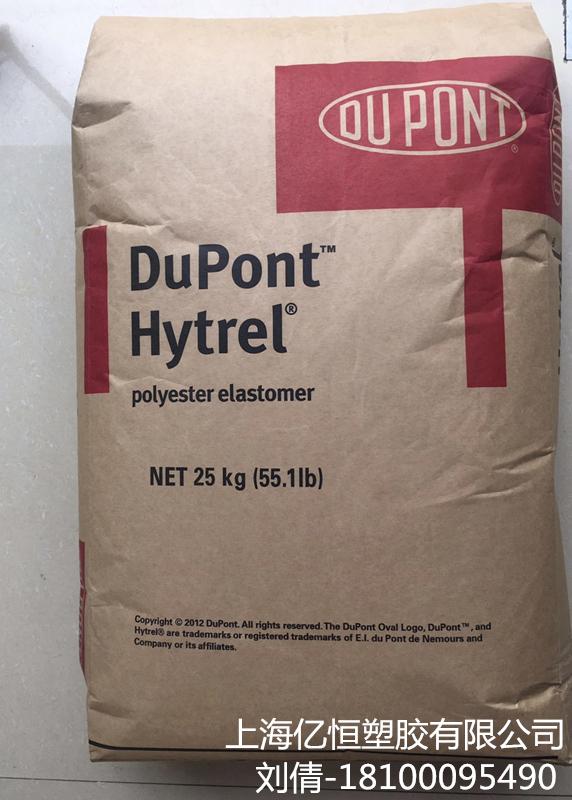 DU PONT®
DuPont™
Hytrel®
polyester elastomer
NET 25 kg (55.1lb)
Copyright © 2012 DuPont. All rights reserved. The DuPont Oval Logo, DuPont™, and
Hytrel® are trademarks or registered trademarks of E.I. du Pont de Nemours and
Company or its affiliates.
上海亿恒塑胶有限公司
刘倩-18100095490